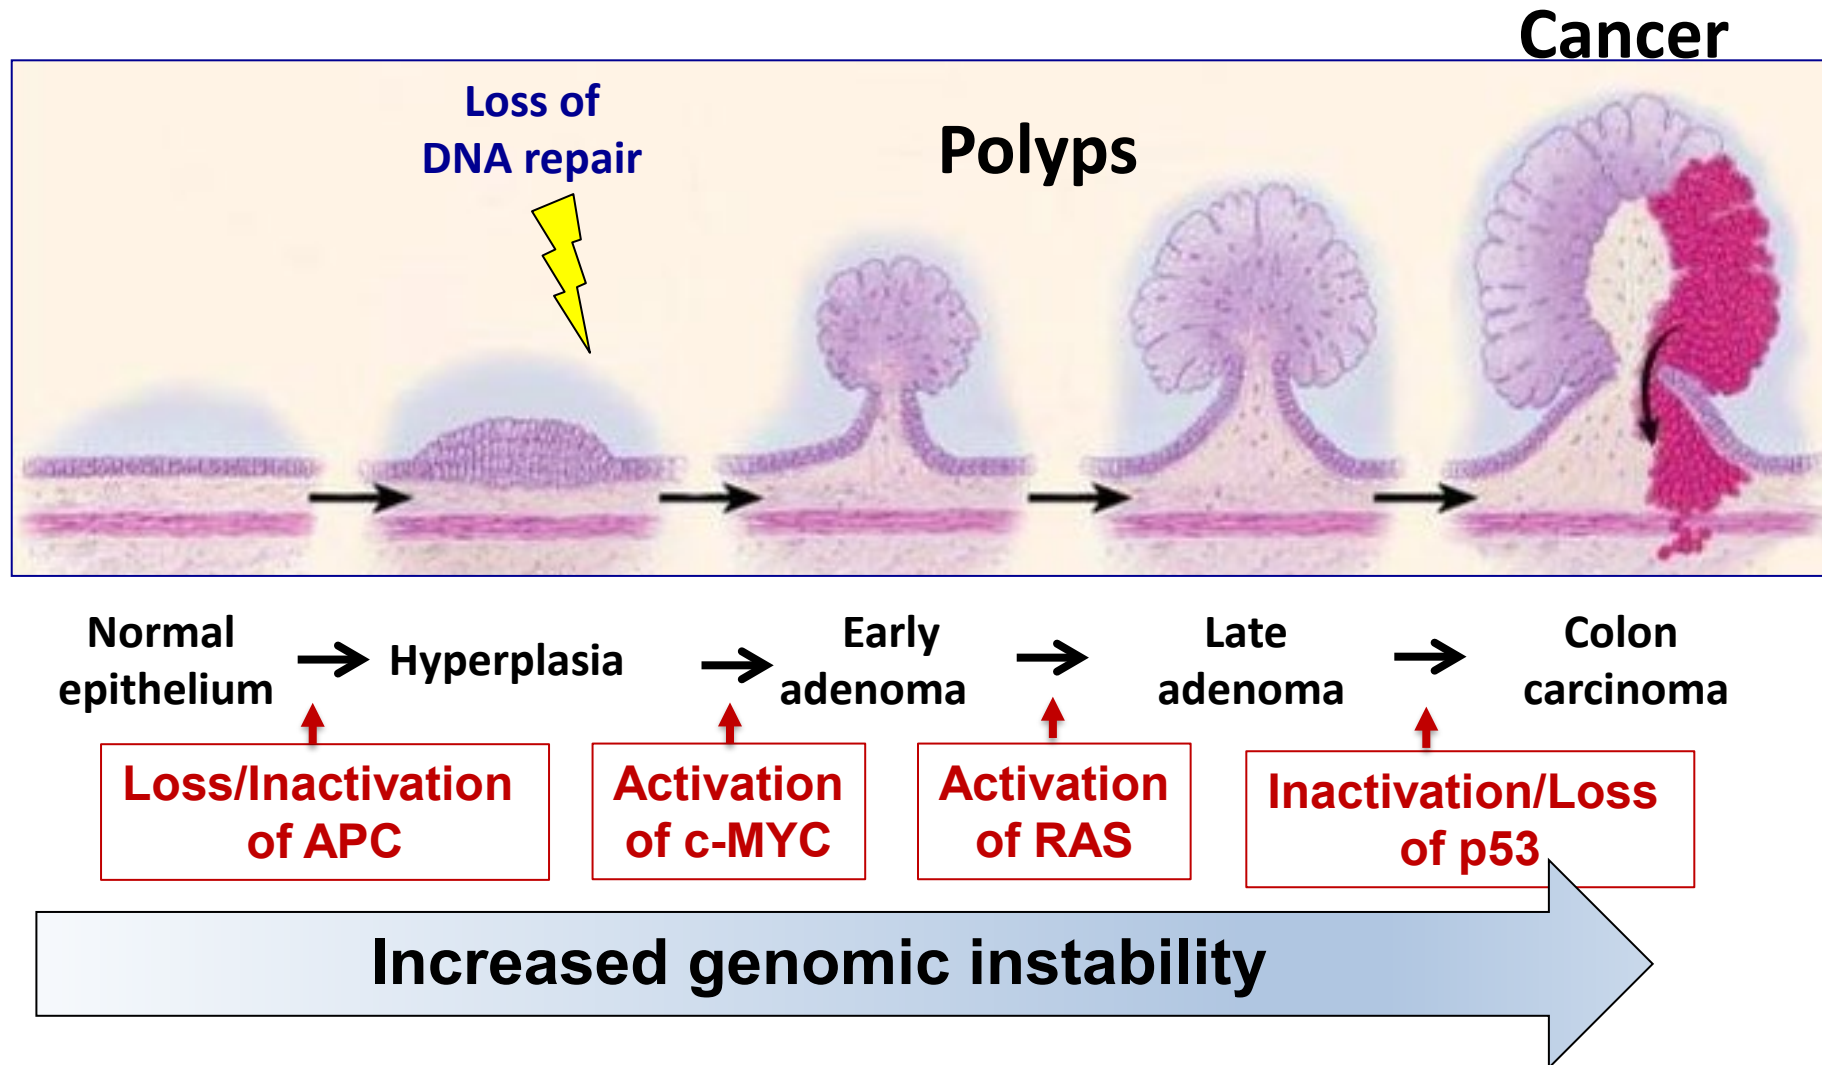 Cancer
Loss of
DNA repair
Polyps
Normal
epithelium
Hyperplasia
Early
adenoma
Late
adenoma
Colon
carcinoma
Loss/Inactivation
of APC
Activation
of c-MYC
Activation
of RAS
Inactivation/Loss
of p53
Increased genomic instability